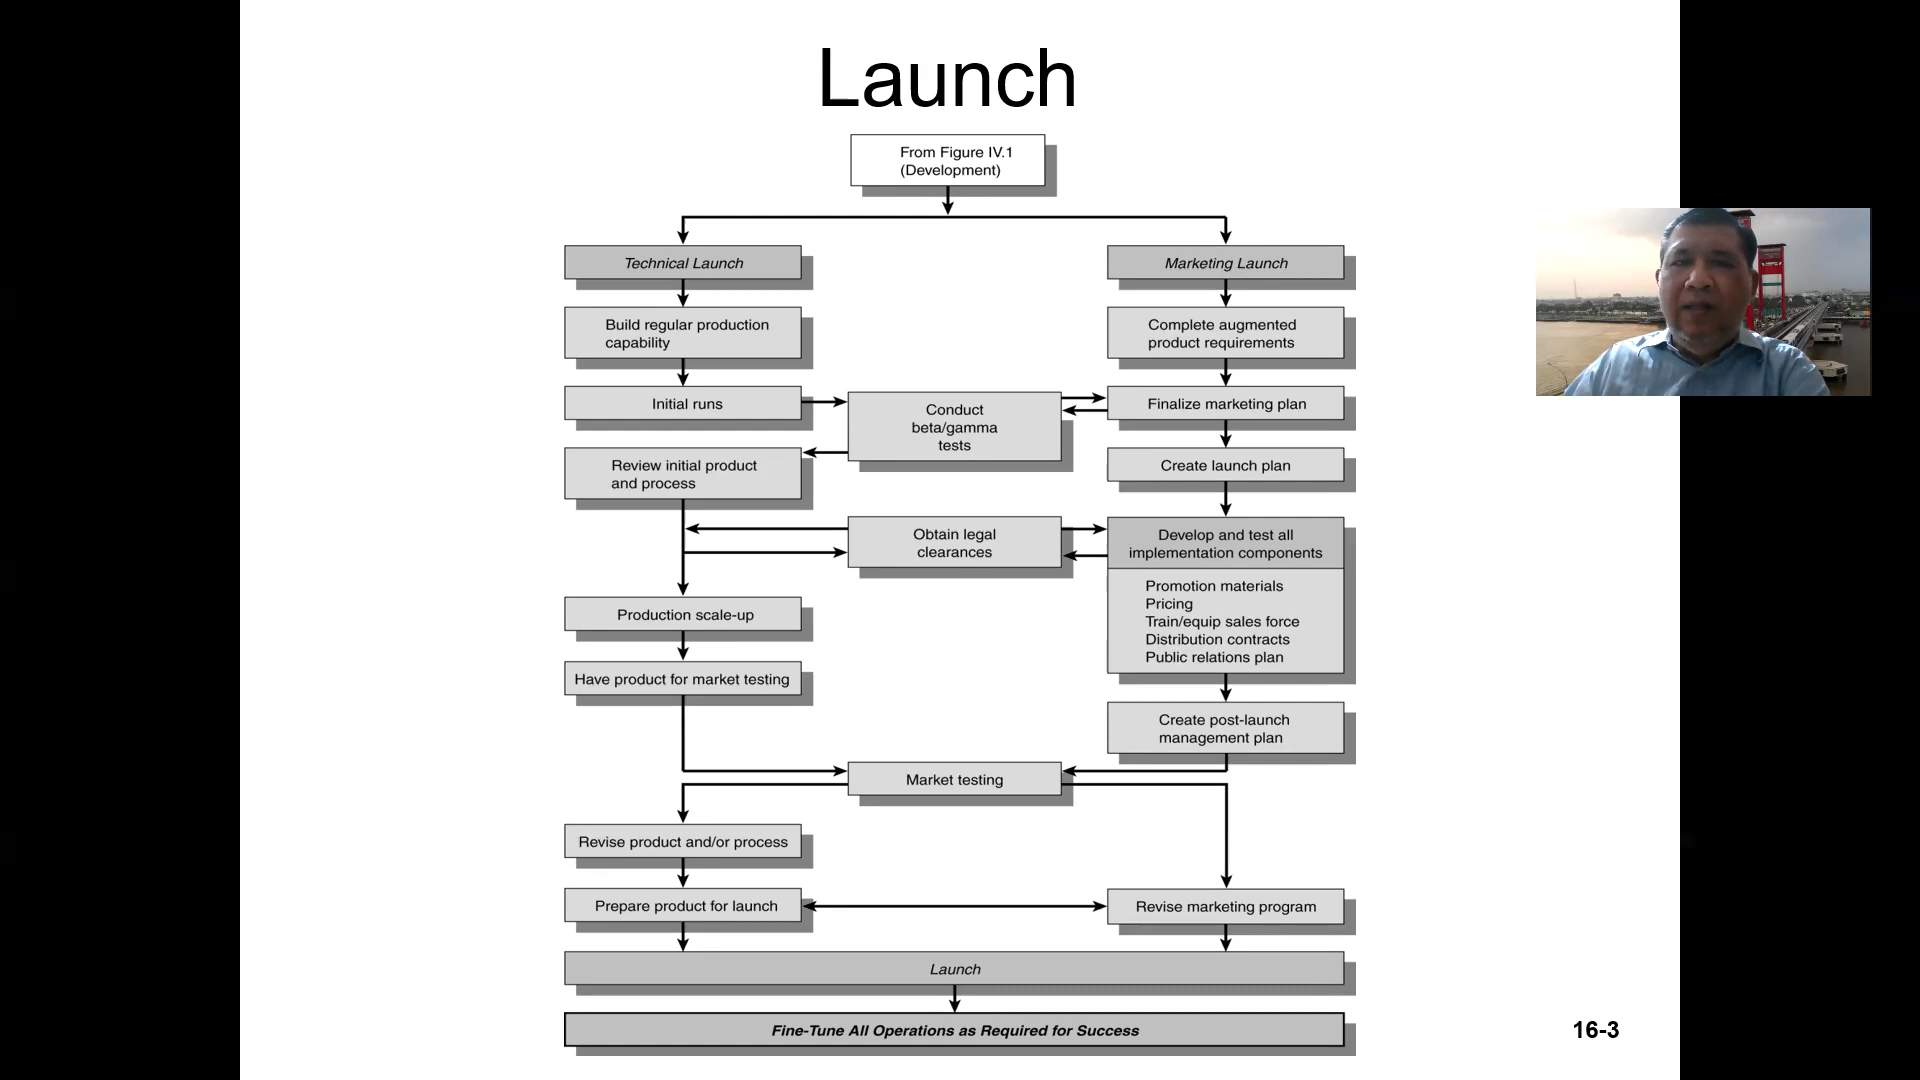 Launch
From Figure IV.1
(Development)
Technical Launch
Marketing Launch
Build regular production
capability
Complete augmented
product requirements
Initial runs
Conduct
beta/gamma
tests
Finalize marketing plan
Review initial product
and process
Create launch plan
Obtain legal
clearances
Develop and test all
implementation components
Promotion materials
Pricing
Train/equip sales force
Distribution contracts
Public relations plan
Production scale-up
Have product for market testing
Create post-launch
management plan
Market testing
Revise product and/or process
Prepare product for launch
Revise marketing program
Launch
Fine-Tune All Operations as Required for Success
16-3